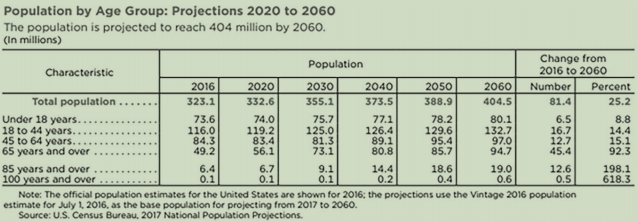 Population by Age Group: Projections 2020 to 2060
The population is projected to reach 404 million by 2060.
(In millions)
Characteristic Population Change from 2016 to 2060
2016 2020 2030 2040 2050 2060 Number Percent
Total population ....... 323.1 332.6 355.1 373.5 388.9 404.5 81.4 25.2
Under 18 years............... 73.6 74.0 75.7 77.1 78.2 80.1 6.5 8.8
18 to 44 years............... 116.0 119.2 125.0 126.4 129.6 132.7 16.7 14.4
45 to 64 years............... 84.3 83.4 81.3 89.1 95.4 97.0 12.7 15.1
65 years and over ........... 49.2 56.1 73.1 80.8 85.7 94.7 45.4 92.3
85 years and over ........... 6.4 6.7 9.1 14.4 18.6 19.0 12.6 198.1
100 years and over.......... 0.1 0.1 0.1 0.2 0.4 0.6 0.5 618.3
Note: The official population estimates for the United States are shown for 2016; the projections use the Vintage 2016 population
estimate for July 1, 2016, as the base population for projecting from 2017 to 2060.
Source: U.S. Census Bureau, 2017 National Population Projections.